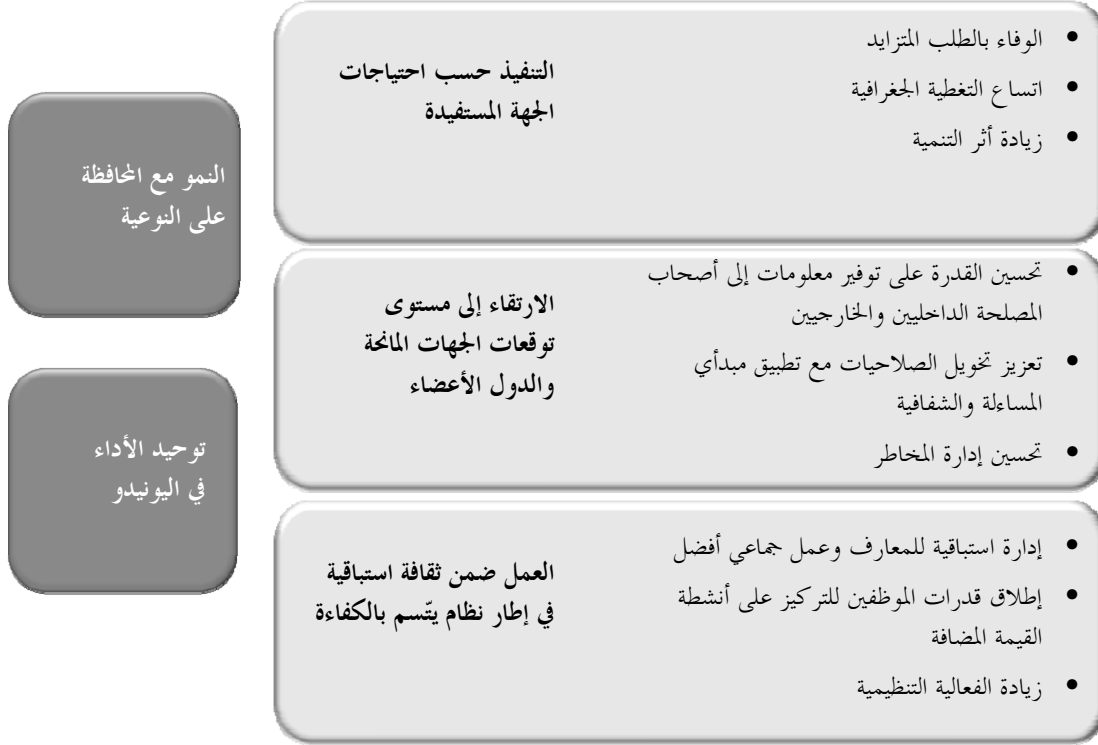 الوفاء بالطلب المتزايد
اتساع التغطية الجغرافية
زيادة أثر التنمية
التنفيذ حسب احتياجات
الجهة المستفيدة
تحسين القدرة على توفير معلومات إلى أصحاب
المصلحة الداخليين والخارجيين
تعزيز تخويل الصلاحيات مع تطبيق مبدأي
المساءلة والشفافية
تحسين إدارة المخاطر
الارتقاء إلى مستوى
توقعات الجهات المانحة
والدول الأعضاء
إدارة استباقية للمعارف وعمل جماعي أفضل
إطلاق قدرات الموظفين للتركيز على أنشطة
القيمة المضافة
زيادة الفعالية التنظيمية
العمل ضمن ثقافة استباقية
في إطار نظام يتّسم بالكفاءة
النمو مع المحافظة
على النوعية
توحيد الأداء
في اليونيدو